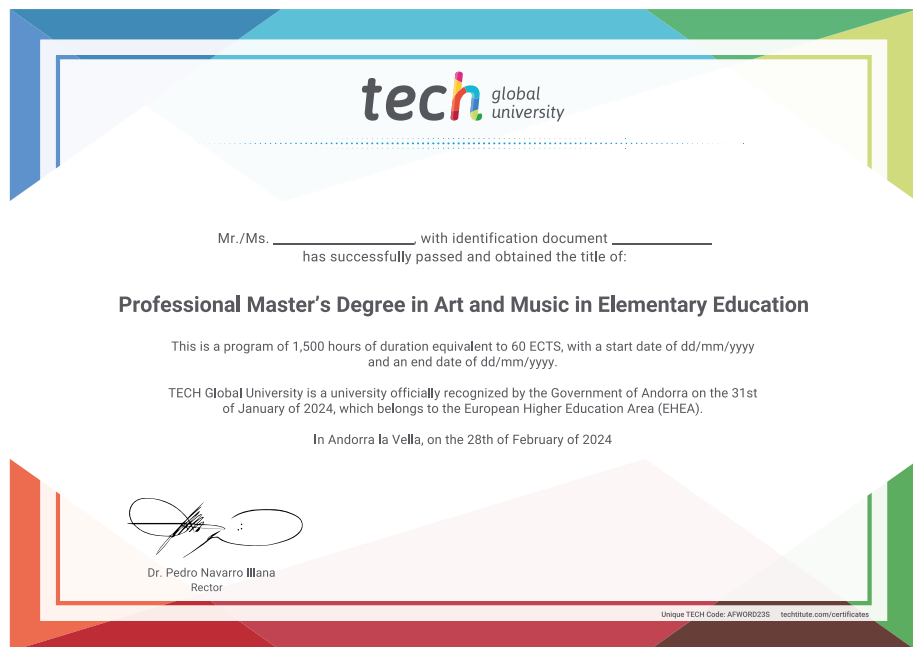 tech global
university
Mr./Ms. ____________, with identification document ____________
has successfully passed and obtained the title of:
Professional Master's Degree in Art and Music in Elementary Education
This is a program of 1,500 hours of duration equivalent to 60 ECTS, with a start date of dd/mm/yyyy
and an end date of dd/mm/yyyy.
TECH Global University is a university officially recognized by the Government of Andorra on the 31st
of January of 2024, which belongs to the European Higher Education Area (EHEA).
In Andorra la Vella, on the 28th of February of 2024
Dr. Pedro Navarro Illana
Rector
Unique TECH Code: AFWORD23S techtitute.com/certificates